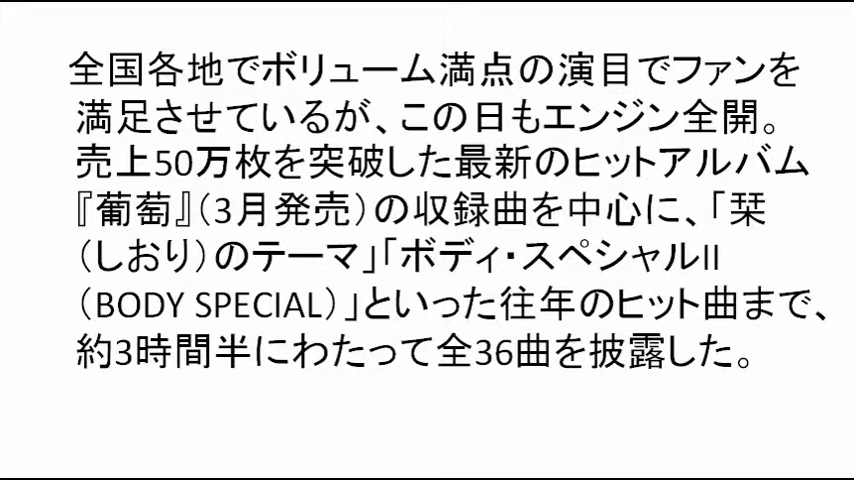 全国各地でボリューム満点の演目でファンを
満足させているが、この日もエンジン全開。
売上50万枚を突破した最新のヒットアルバム
『葡萄』（3月発売）の収録曲を中心に、「栞
（しおり）のテーマ」「ボディ・スペシャルII
（BODY SPECIAL）」といった往年のヒット曲まで、
約3時間半にわたって全36曲を披露した。